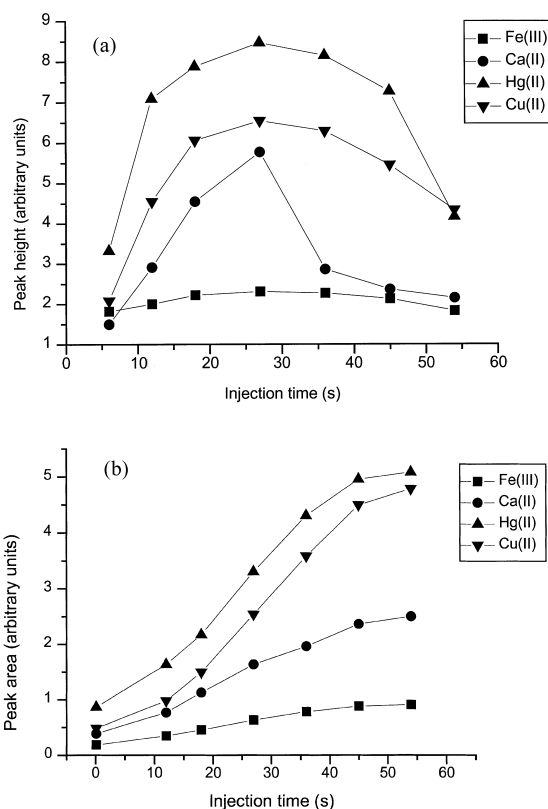 (a)
Fe(III)
Ca(II)
Hg(II)
Cu(II)
Peak height (arbitrary units)
9
8
7
6
5
4
3
2
1
0 10 20 30 40 50 60
Injection time (s)
(b)
Fe(III)
Ca(II)
Hg(II)
Cu(II)
Peak area (arbitrary units)
5
4
3
2
1
0
0 10 20 30 40 50 60
Injection time (s)